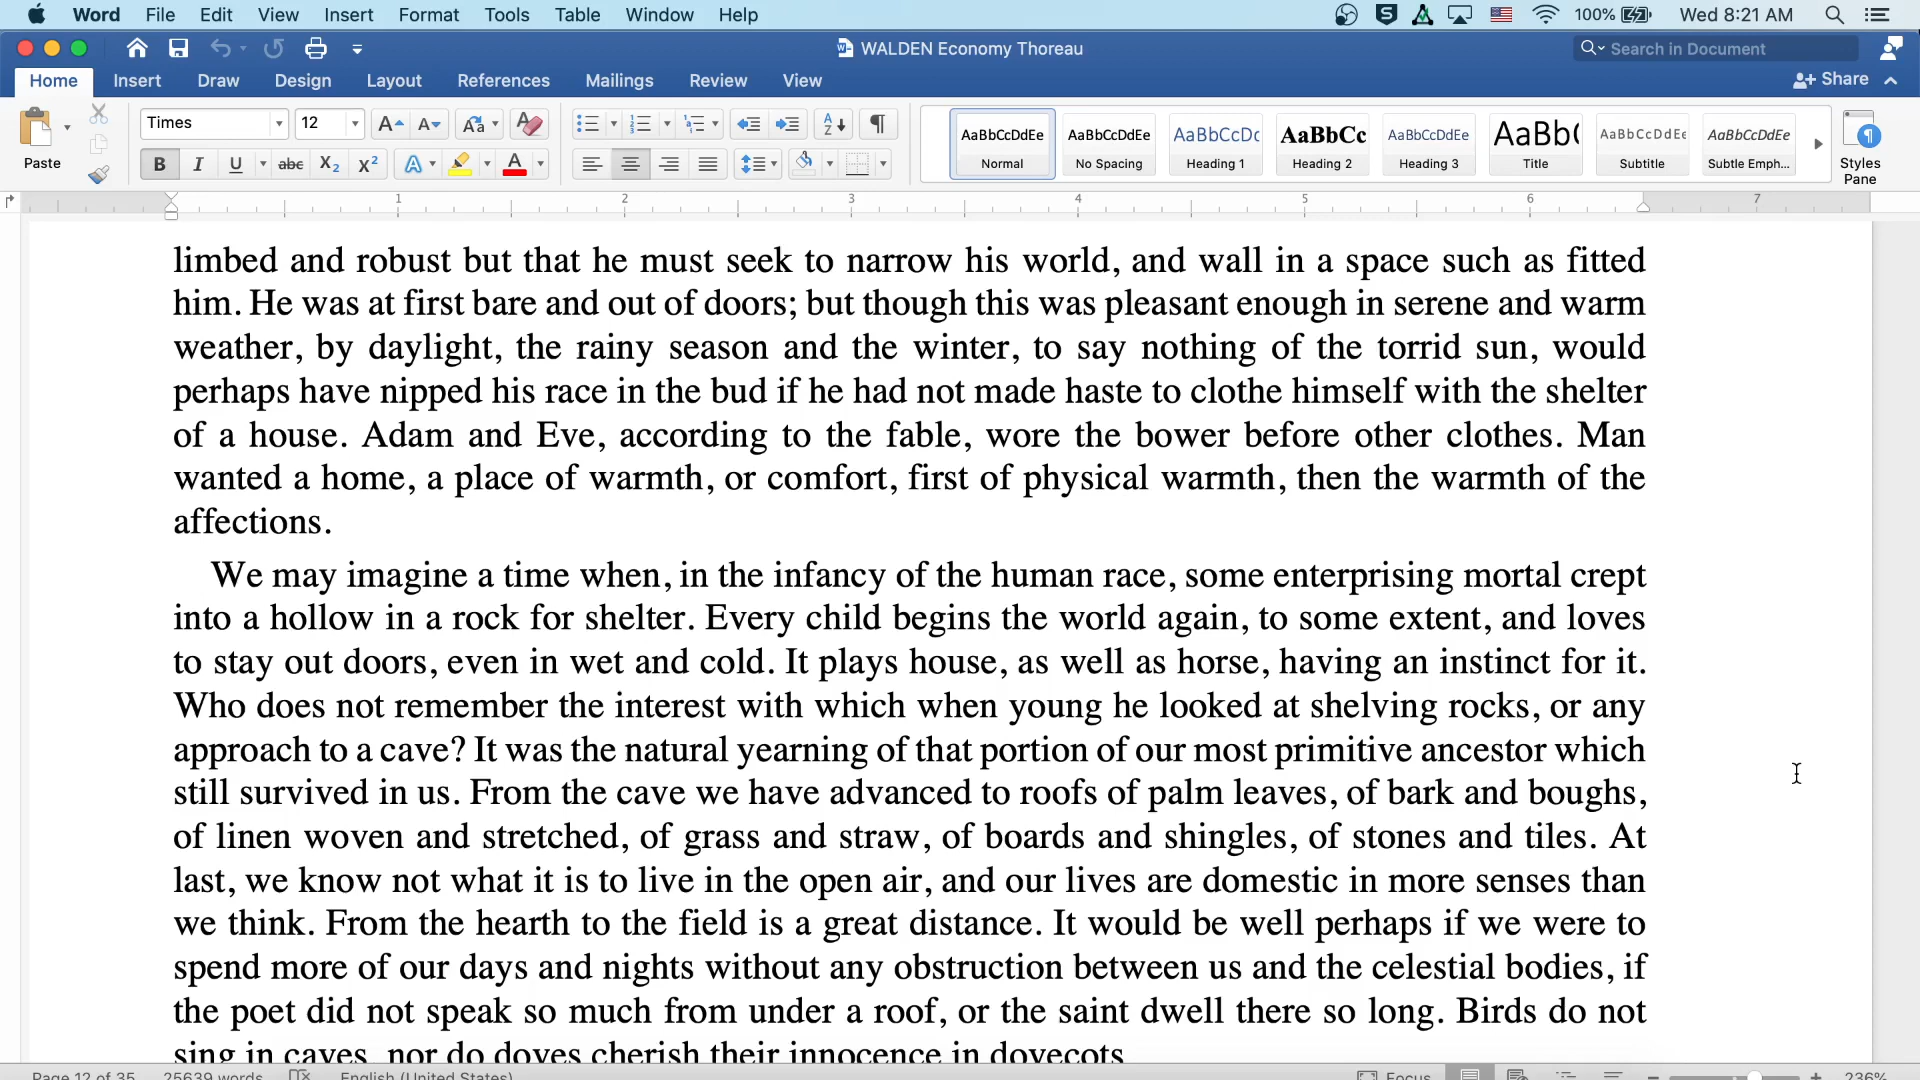 Word File Edit View Insert Format Tools Table Window Help 100% Wed 8:21 AM
WALDEN Economy Thoreau Search in Document
Home Insert Draw Design Layout References Mailings Review View Share
Paste
Times 12 A A Aa A
B I U abc X2 X2 A A
A Z ¶
AaBbCcDdEe AaBbCcDdEe AaBbCcDc AaBbCc AaBbCcDdEe AaBb( AaBbCcDdEe AaBbCcDdEe
Normal No Spacing Heading 1 Heading 2 Heading 3 Title Subtitle Subtle Emph...
Styles
Pane
1 2 3 4 5 6 7
limbed and robust but that he must seek to narrow his world, and wall in a space such as fitted
him. He was at first bare and out of doors; but though this was pleasant enough in serene and warm
weather, by daylight, the rainy season and the winter, to say nothing of the torrid sun, would
perhaps have nipped his race in the bud if he had not made haste to clothe himself with the shelter
of a house. Adam and Eve, according to the fable, wore the bower before other clothes. Man
wanted a home, a place of warmth, or comfort, first of physical warmth, then the warmth of the
affections.
We may imagine a time when, in the infancy of the human race, some enterprising mortal crept
into a hollow in a rock for shelter. Every child begins the world again, to some extent, and loves
to stay out doors, even in wet and cold. It plays house, as well as horse, having an instinct for it.
Who does not remember the interest with which when young he looked at shelving rocks, or any
approach to a cave? It was the natural yearning of that portion of our most primitive ancestor which
still survived in us. From the cave we have advanced to roofs of palm leaves, of bark and boughs,
of linen woven and stretched, of grass and straw, of boards and shingles, of stones and tiles. At
last, we know not what it is to live in the open air, and our lives are domestic in more senses than
we think. From the hearth to the field is a great distance. It would be well perhaps if we were to
spend more of our days and nights without any obstruction between us and the celestial bodies, if
the poet did not speak so much from under a roof, or the saint dwell there so long. Birds do not
sing in caves, nor do doves cherish their innocence in dovecots.
Page 12 of 35 25639 words English (United States) Focus 236%